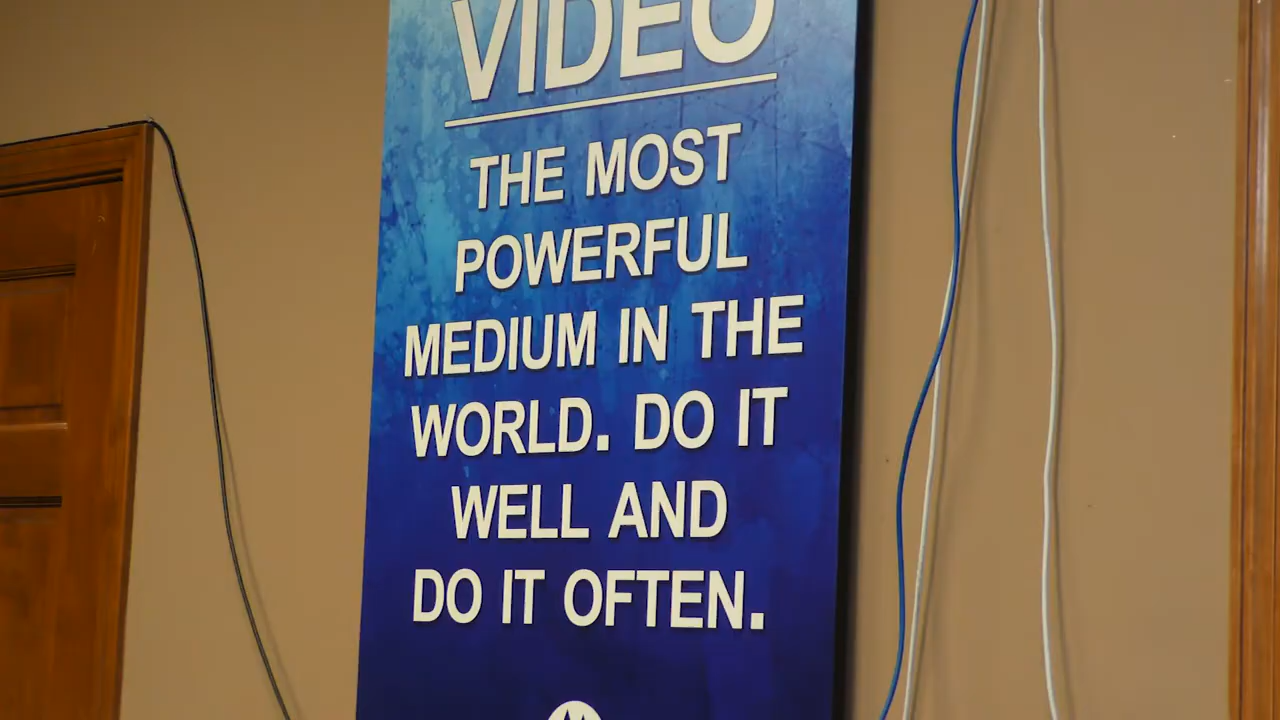 VIDEO
THE MOST
POWERFUL
MEDIUM IN THE
WORLD. DO IT
WELL AND
DO IT OFTEN.